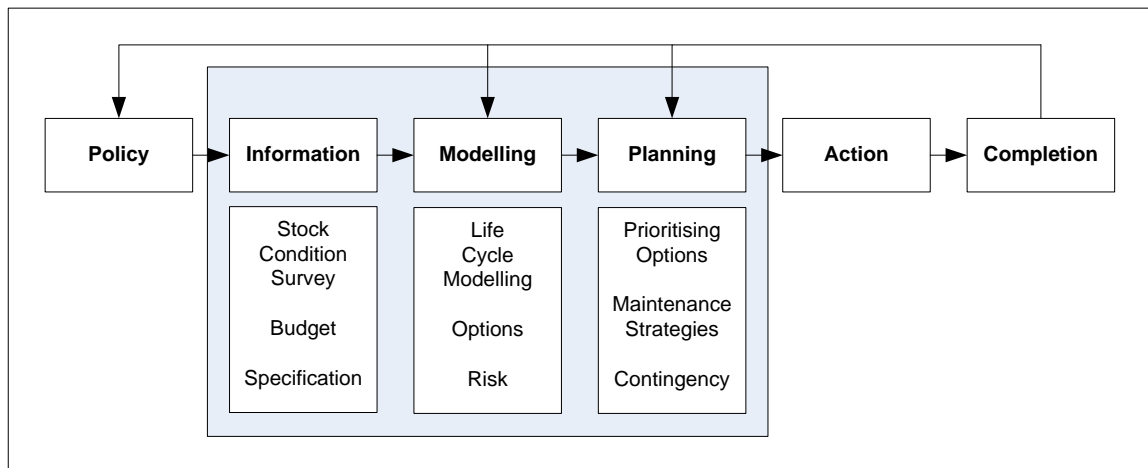 Policy
Information
Modelling
Planning
Action
Completion
Stock
Condition
Survey
Budget
Specification
Life
Cycle
Modelling
Options
Risk
Prioritising
Options
Maintenance
Strategies
Contingency